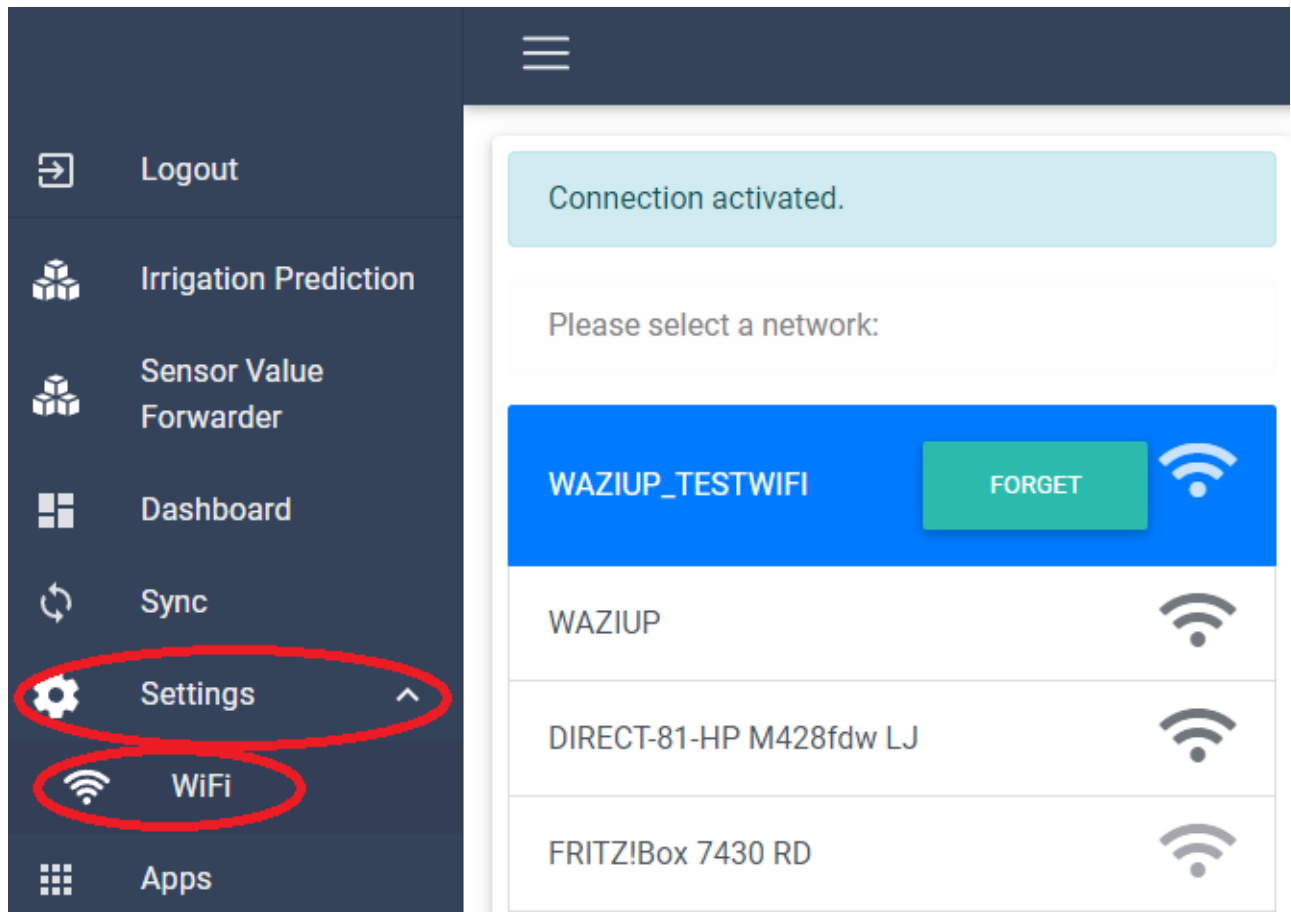 Logout
Irrigation Prediction
Sensor Value
Forwarder
Dashboard
Sync
Settings
WiFi
Apps
Connection activated.
Please select a network:
WAZIUP_TESTWIFI
FORGET
WAZIUP
DIRECT-81-HP M428fdw LJ
FRITZ!Box 7430 RD